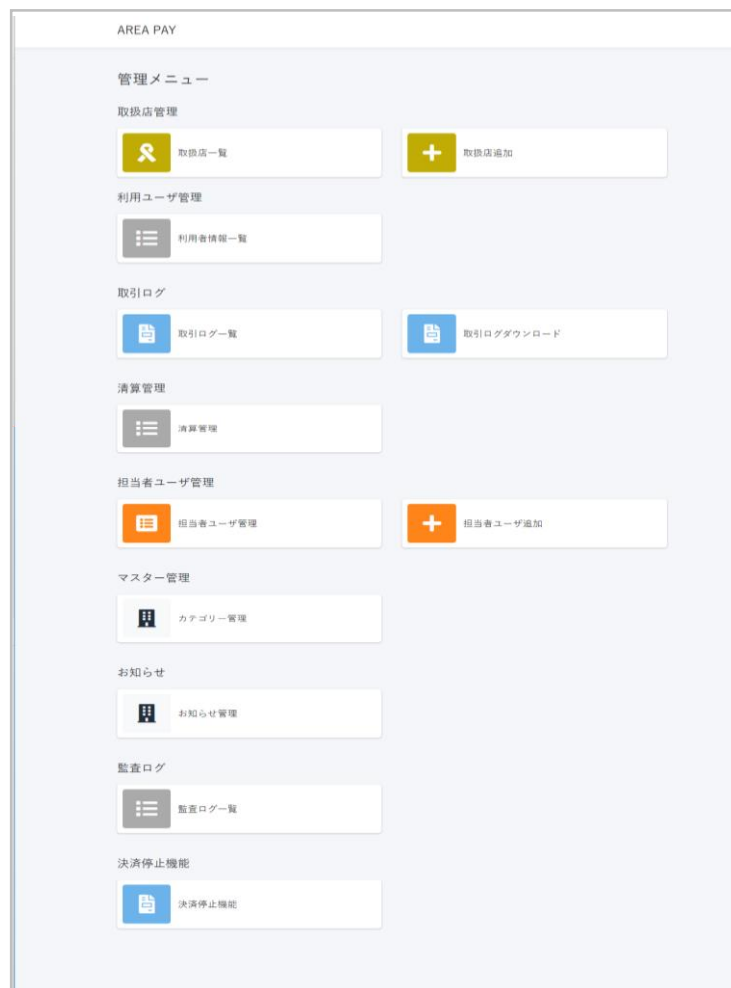 AREA PAY
管理メニュー
取扱店管理
取扱店一覧
取扱店追加
利用ユーザ管理
利用者情報一覧
取引ログ
取引ログ一覧
取引ログダウンロード
清算管理
清算管理
担当者ユーザ管理
担当者ユーザ管理
担当者ユーザ追加
マスター管理
カテゴリー管理
お知らせ
お知らせ管理
監査ログ
監査ログ一覧
決済停止機能
決済停止機能